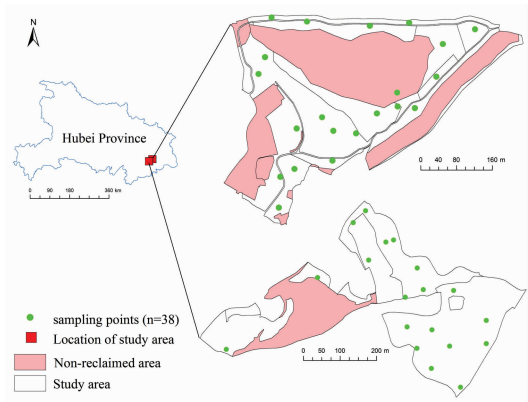 N
Hubei Province
0 90 180 360 km
0 40 80 160 m
0 50 100 200 m
sampling points (n=38)
Location of study area
Non-reclaimed area
Study area